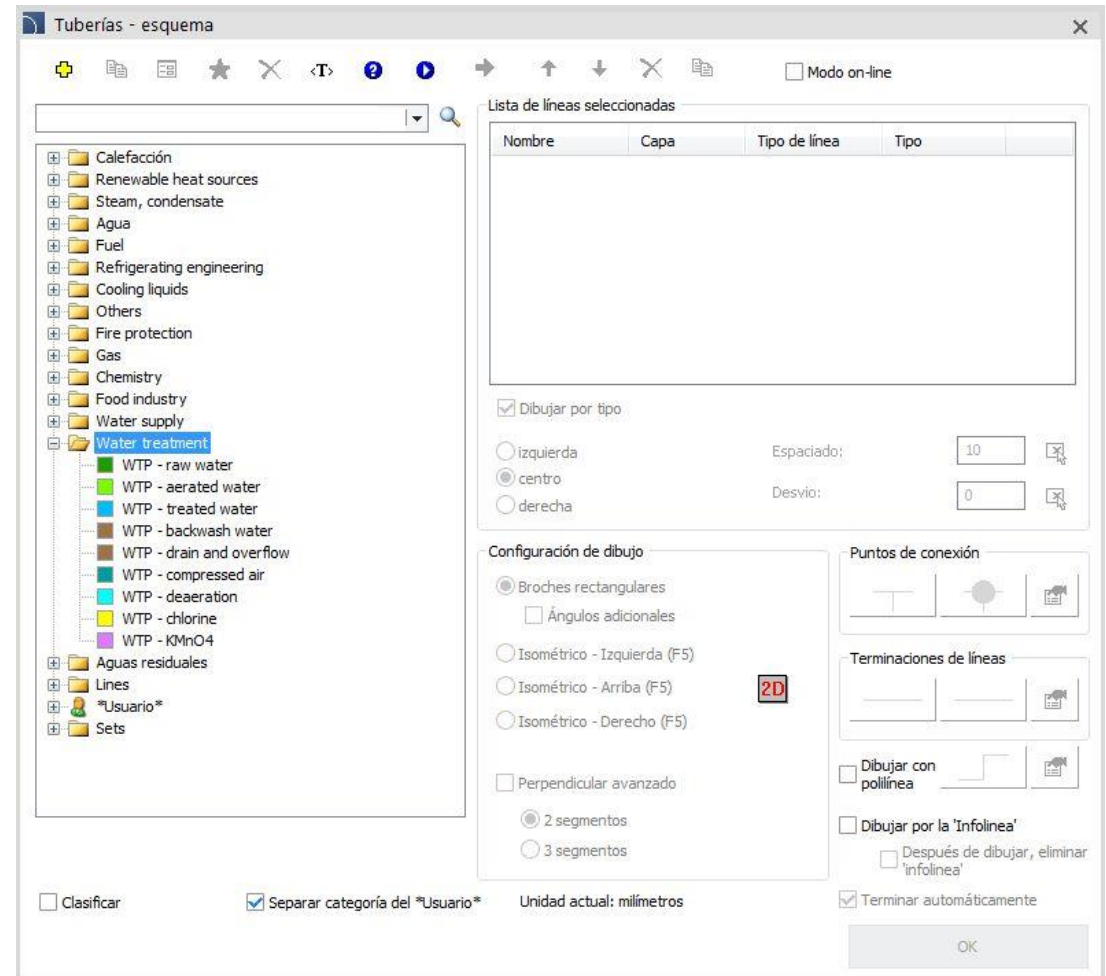 Tuberías - esquema
<T>
Modo on-line
Lista de líneas seleccionadas
Nombre Capa Tipo de línea Tipo
Calefacción
Renewable heat sources
Steam, condensate
Agua
Fuel
Refrigerating engineering
Cooling liquids
Others
Fire protection
Gas
Chemistry
Food industry
Water supply
Water treatment
WTP - raw water
WTP - aerated water
WTP - treated water
WTP - backwash water
WTP - drain and overflow
WTP - compressed air
WTP - deaeration
WTP - chlorine
WTP - KMnO4
Aguas residuales
Lines
*Usuario*
Sets
Dibujar por tipo
izquierda
centro
derecha
Espaciado: 10
Desvio: 0
Configuración de dibujo
Broches rectangulares
Ángulos adicionales
Isométrico - Izquierda (F5)
Isométrico - Arriba (F5)
Isométrico - Derecho (F5)
2D
Perpendicular avanzado
2 segmentos
3 segmentos
Puntos de conexión
Terminaciones de líneas
Dibujar con
polilínea
Dibujar por la 'Infolinea'
Después de dibujar, eliminar
'infolinea'
Clasificar
Separar categoría del *Usuario*
Unidad actual: milímetros
Terminar automáticamente
OK